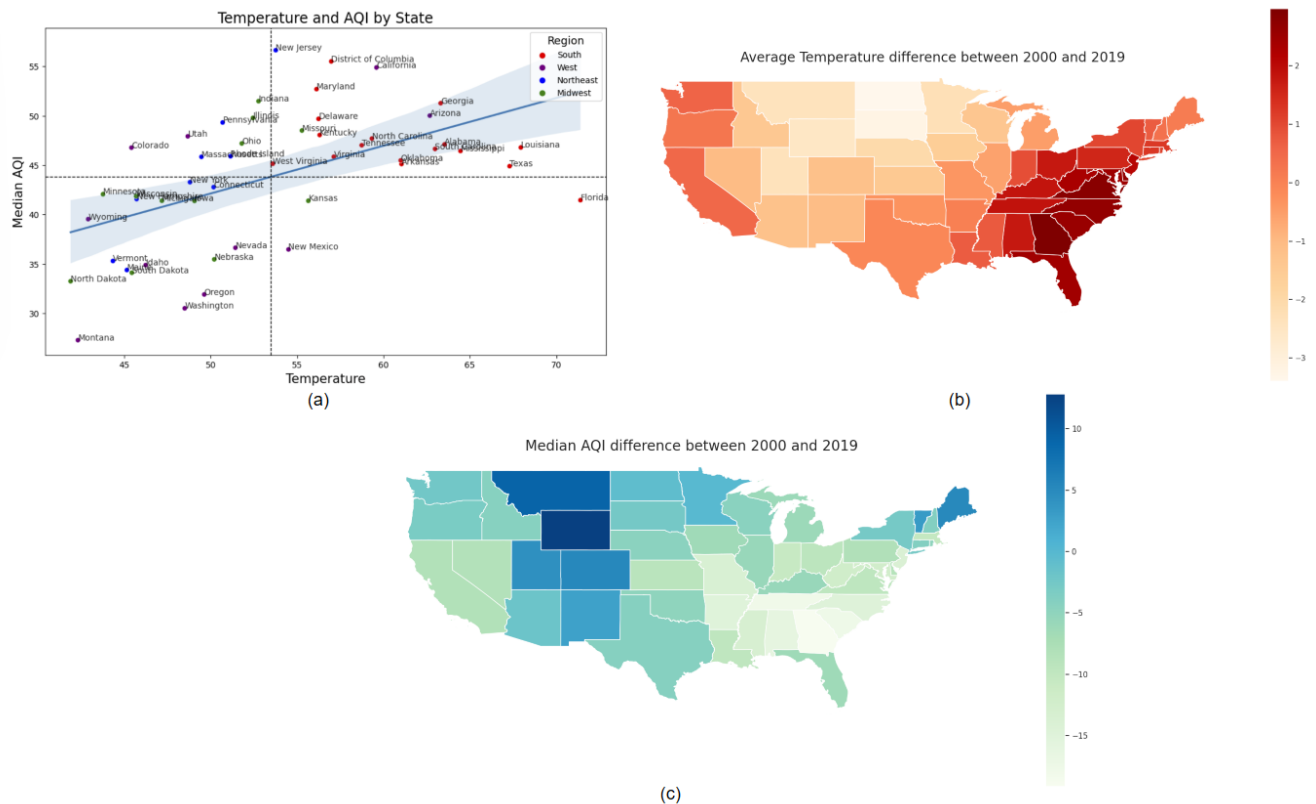 Temperature and AQI by State
Median AQI
55
50
45
40
35
30
New Jersey
District of Columbia
California
Region
South
West
Northeast
Midwest
Maryland
Indiana
Georgia
Illinois
Delaware
Arizona
Pennsylvania
Missouri
Kentucky
Utah
North Carolina
Ohio
Tennessee
Alabama
Colorado
Louisiana
Massachusetts
Rhode Island
Virginia
Oklahoma
Arkansas
West Virginia
Texas
New York
Connecticut
Minnesota
Wisconsin
Kansas
Florida
Wyoming
Nevada
New Mexico
Vermont
Nebraska
Maine
Idaho
South Dakota
North Dakota
Oregon
Washington
Montana
45
50
55
60
65
70
Temperature
(a)
Average Temperature difference between 2000 and 2019
2
1
0
−1
−2
−3
(b)
Median AQI difference between 2000 and 2019
10
5
0
−5
−10
−15
(c)